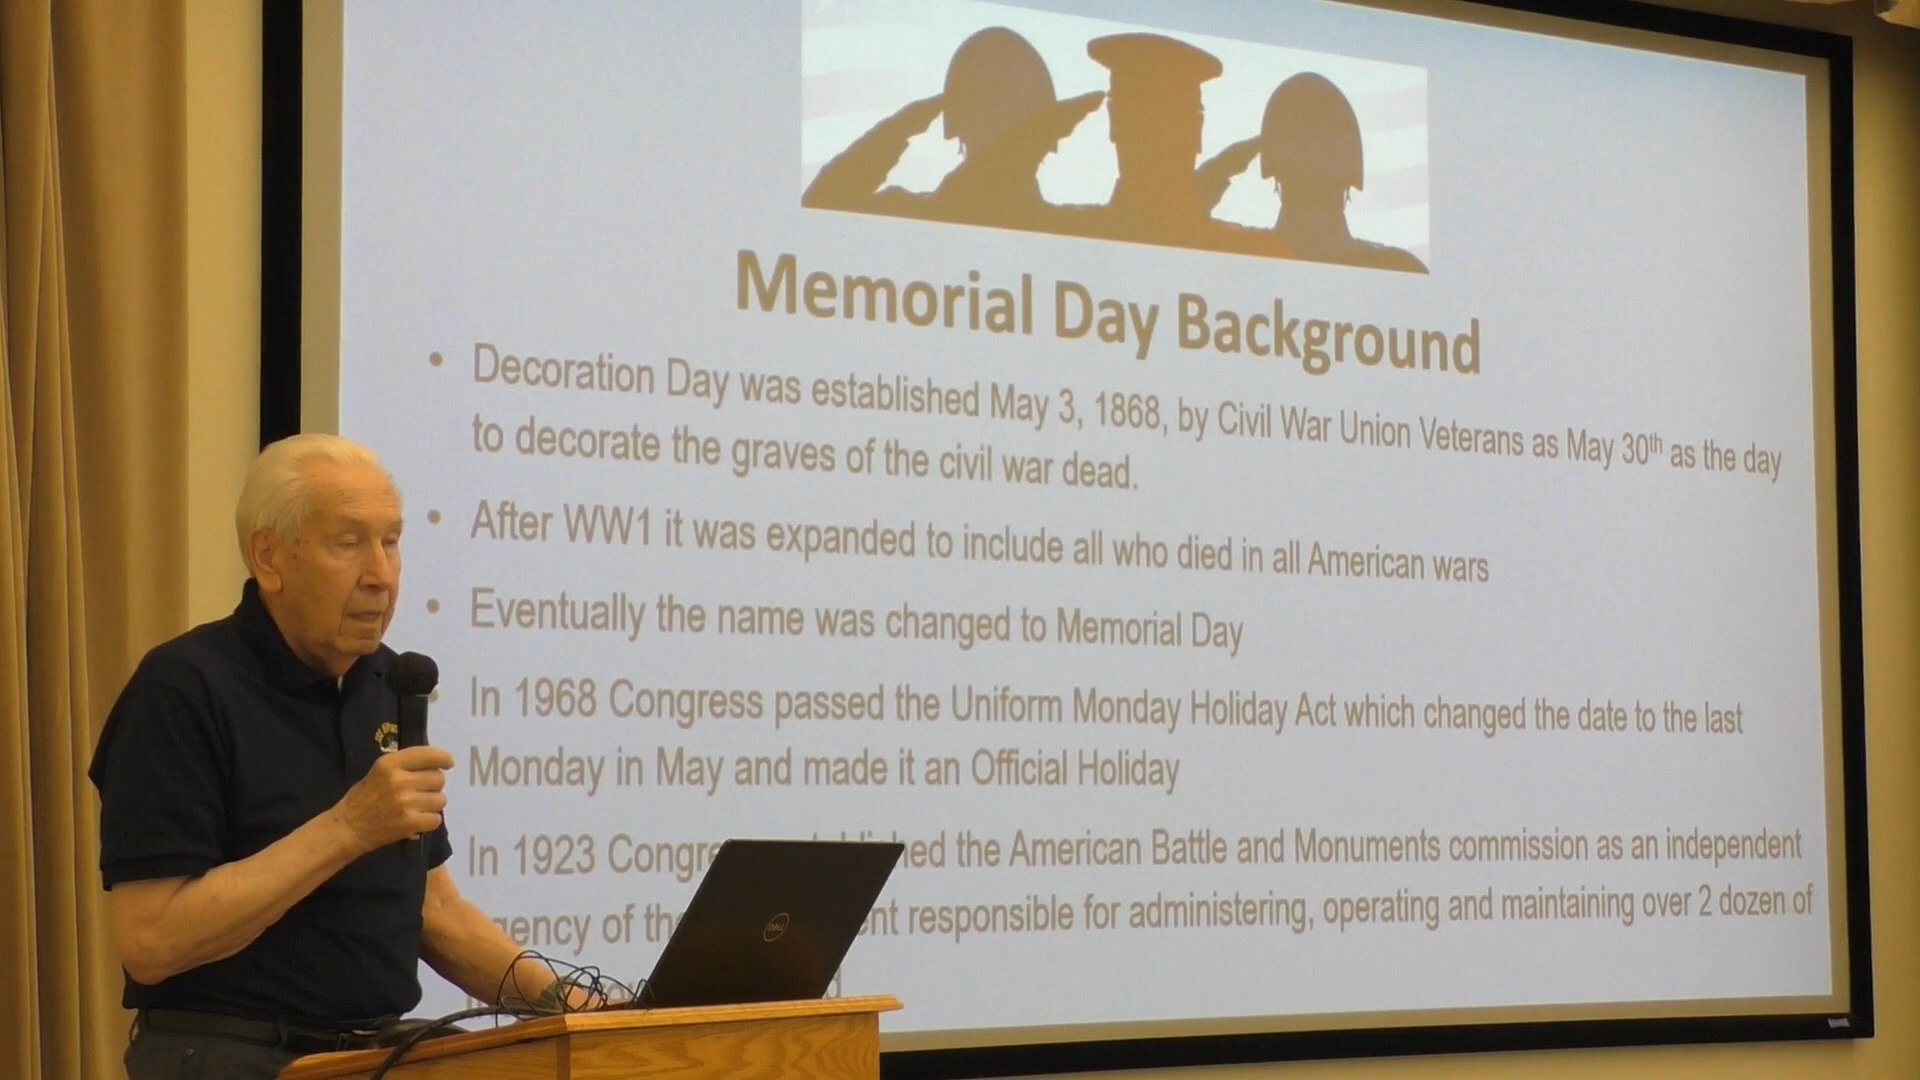 Memorial Day Background
• Decoration Day was established May 3, 1868, by Civil War Union Veterans as May 30th as the day
to decorate the graves of the civil war dead.
• After WW1 it was expanded to include all who died in all American wars
• Eventually the name was changed to Memorial Day
In 1968 Congress passed the Uniform Monday Holiday Act which changed the date to the last
Monday in May and made it an Official Holiday
In 1923 the American Battle and Monuments commission as an independent
of responsible for administering, operating and maintaining over 2 dozen of
DELL